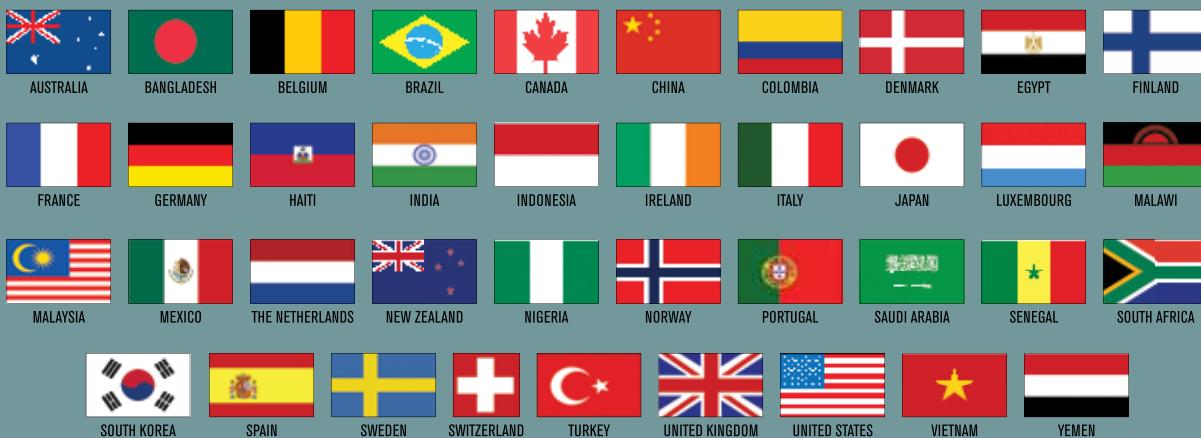 AUSTRALIA BANGLADESH BELGIUM BRAZIL CANADA CHINA COLOMBIA DENMARK EGYPT FINLAND
FRANCE GERMANY HAITI INDIA INDONESIA IRELAND ITALY JAPAN LUXEMBOURG MALAWI
MALAYSIA MEXICO THE NETHERLANDS NEW ZEALAND NIGERIA NORWAY PORTUGAL SAUDI ARABIA SENEGAL SOUTH AFRICA
SOUTH KOREA SPAIN SWEDEN SWITZERLAND TURKEY UNITED KINGDOM UNITED STATES VIETNAM YEMEN